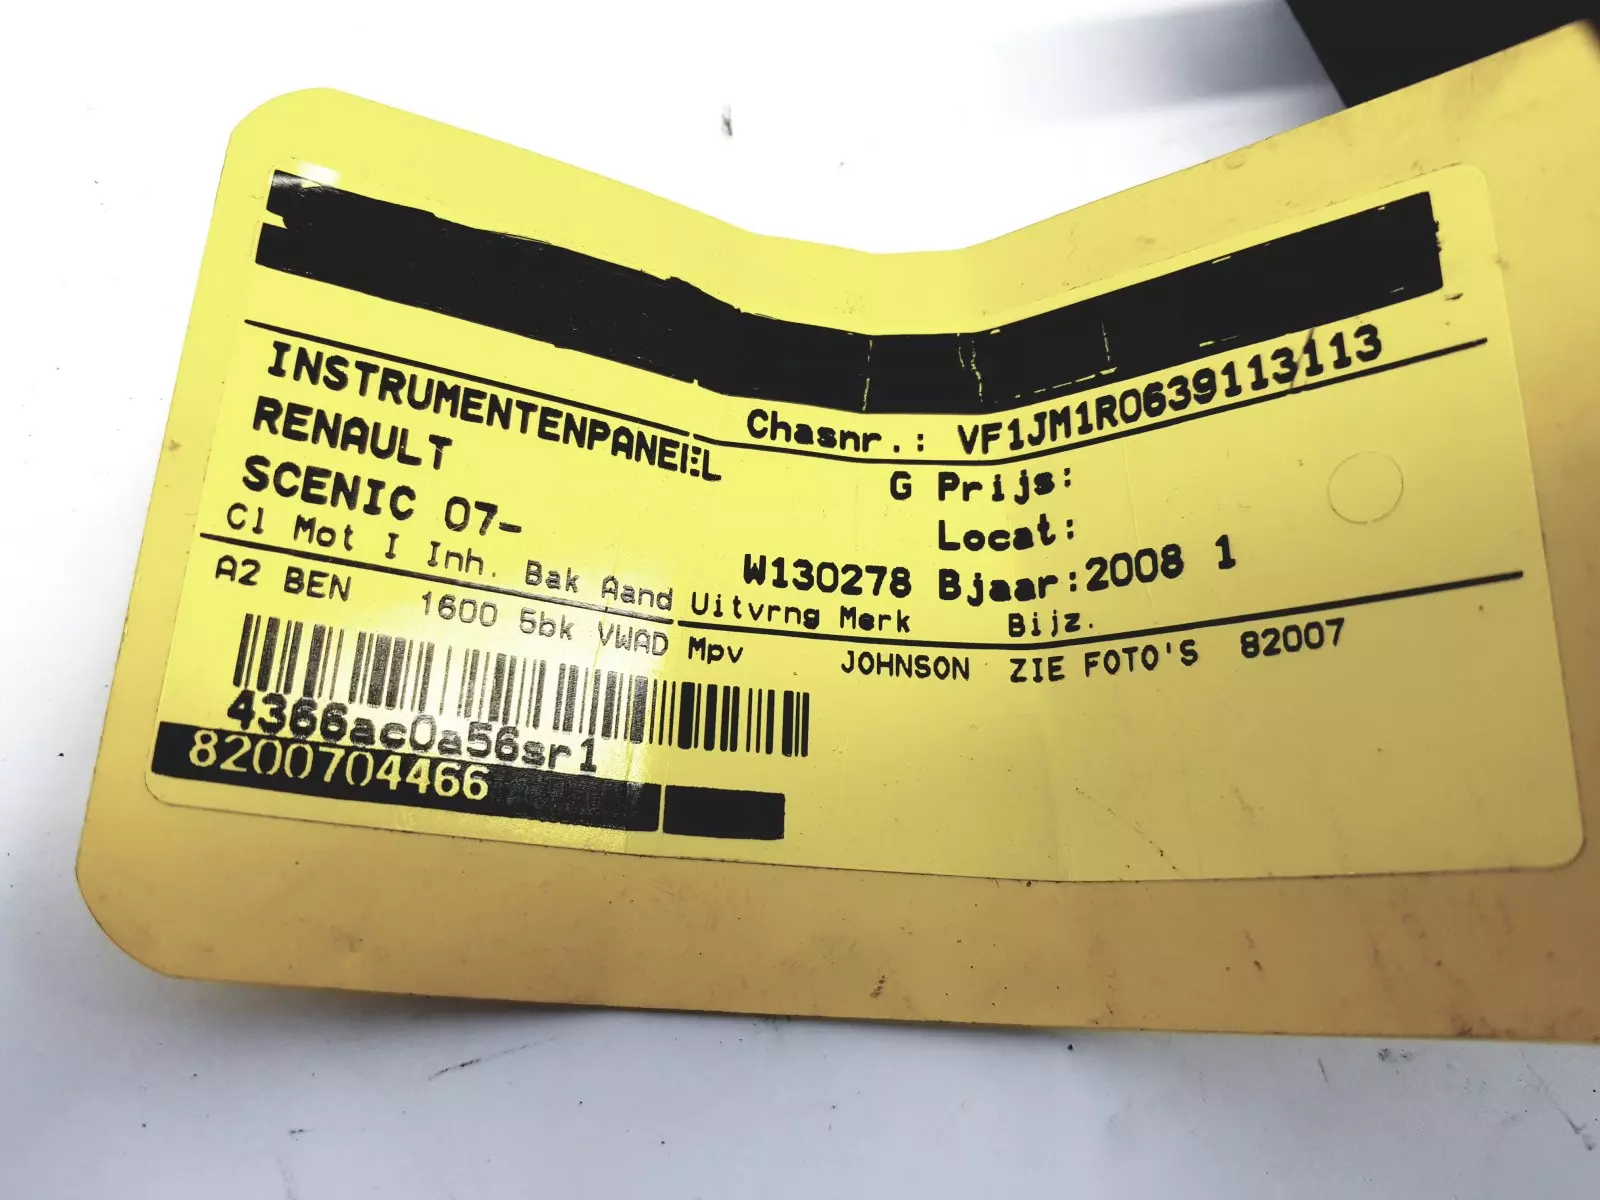 INSTRUMENTENPANEEL Chasnr.: VF1JM1R0639113113
RENAULT G Prijs:
SCENIC 07- Locat:
W130278 Bjaar:2008 1
Cl Mot I Inh. Bak Aand Uitvrng Merk Bijz.
A2 BEN 1600 5bk VWAD Mpv JOHNSON ZIE FOTO'S 82007
4366ac0a56sr1
8200704466